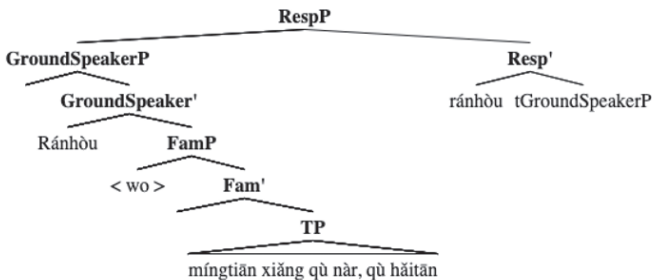 RespP
GroundSpeakerP Resp'
GroundSpeaker' ránhòu tGroundSpeakerP
Ránhòu FamP
< wo > Fam'
TP
míngtiān xiǎng qù nàr, qù hǎitān